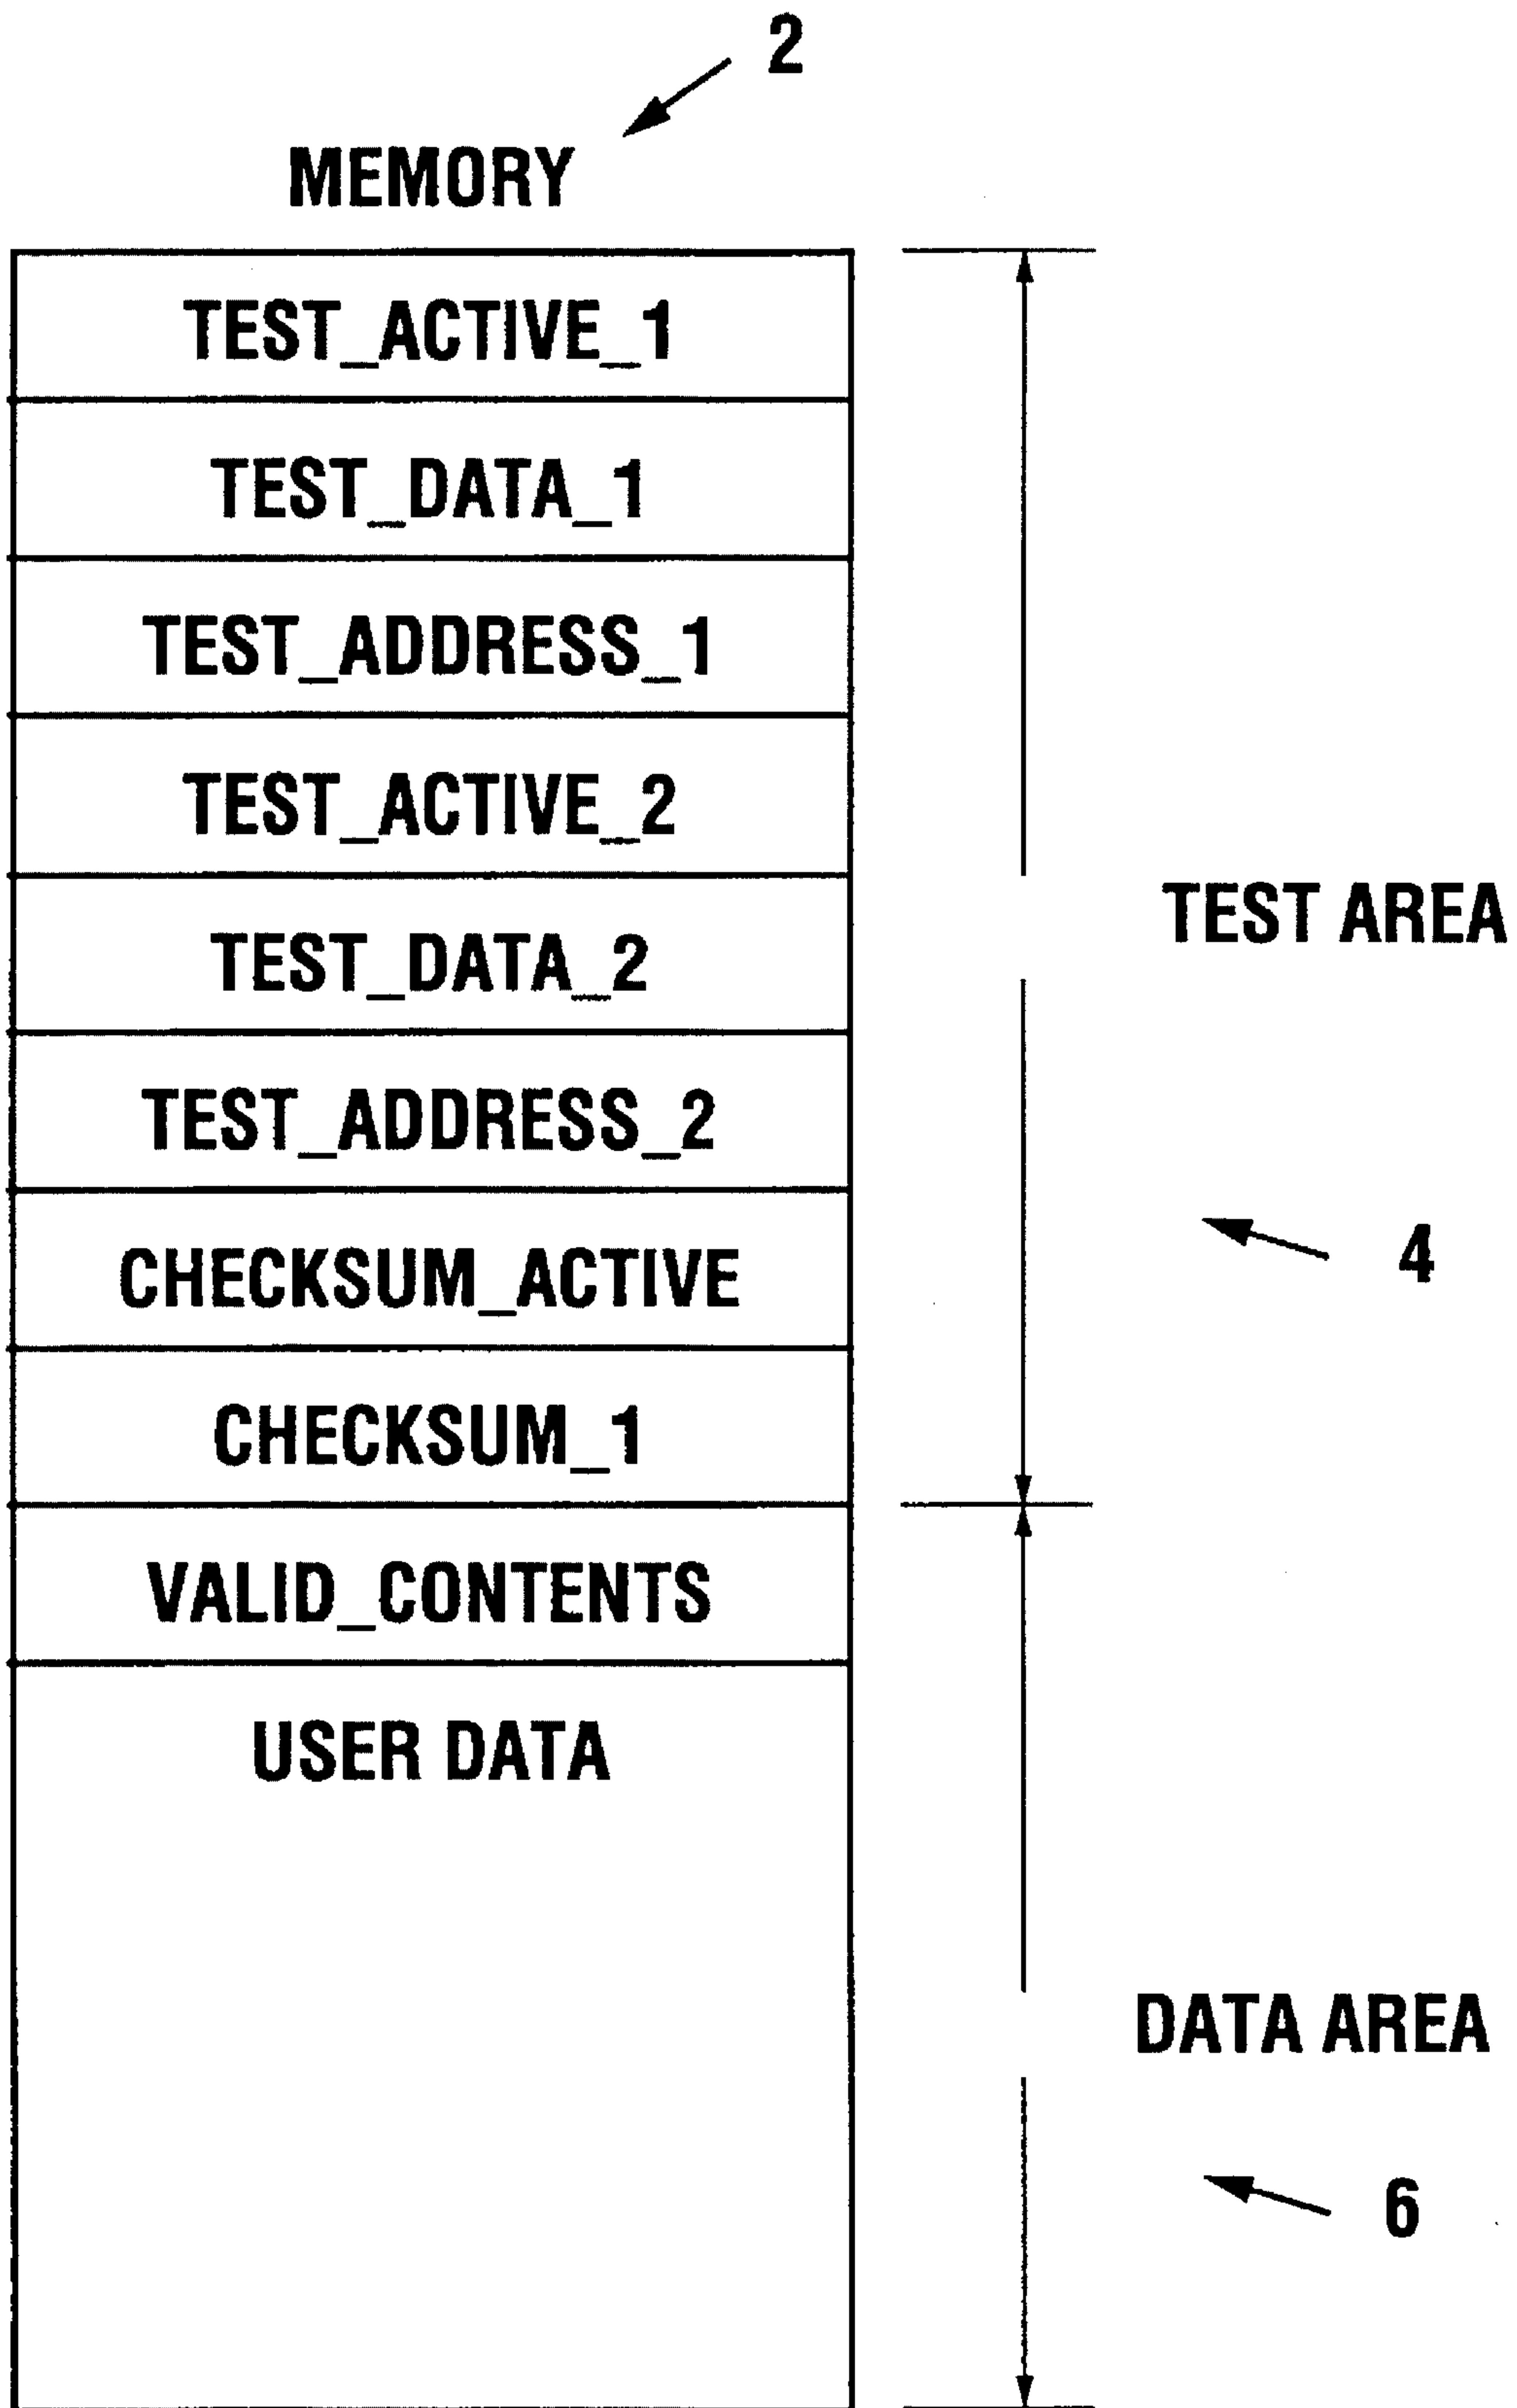 2
MEMORY
TEST_ACTIVE_1
TEST_DATA_1
TEST_ADDRESS_1
TEST_ACTIVE_2
TEST AREA
TEST_DATA_2
TEST_ADDRESS_2
CHECKSUM_ACTIVE
4
CHECKSUM_1
VALID_CONTENTS
USER DATA
DATA AREA
6